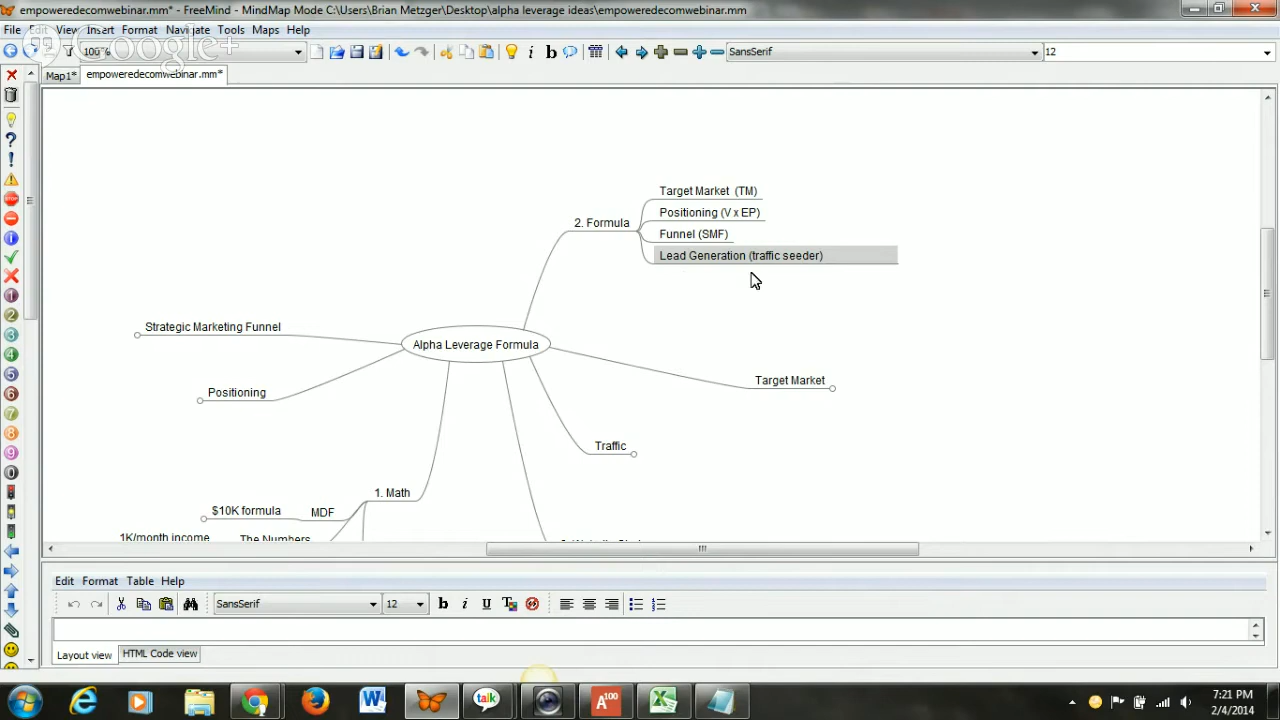 empoweredecomwebinar.mm* - FreeMind - MindMap Mode C:\Users\Brian Metzger\Desktop\alpha leverage ideas\empoweredecomwebinar.mm
File Edit View Insert Format Navigate Tools Maps Help
Google+
100%
SansSerif
12
Map1*
empoweredecomwebinar.mm*
Target Market (TM)
Positioning (V x EP)
2. Formula
Funnel (SMF)
Lead Generation (traffic seeder)
Strategic Marketing Funnel
Alpha Leverage Formula
Target Market
Positioning
Traffic
1. Math
$10K formula
MDF
1K/month income
The Numbers
Edit Format Table Help
SansSerif
12
Layout view
HTML Code view
talk
A100
7:21 PM
2/4/2014